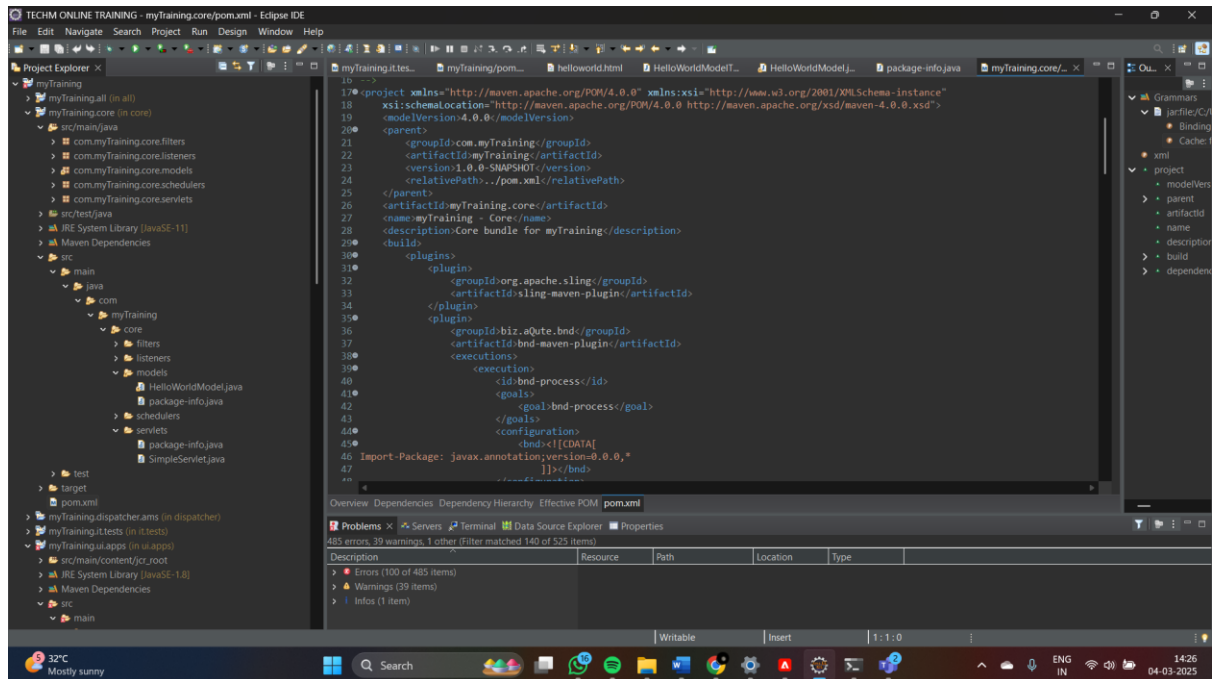 TECHM ONLINE TRAINING - myTraining.core/pom.xml - Eclipse IDE
File Edit Navigate Search Project Run Design Window Help
Project Explorer
myTraining
myTraining.all (in all)
myTraining.core (in core)
src/main/java
com.myTraining.core.filters
com.myTraining.core.listeners
com.myTraining.core.models
com.myTraining.core.schedulers
com.myTraining.core.servlets
src/test/java
JRE System Library [JavaSE-11]
Maven Dependencies
src
main
java
com
myTraining
core
filters
listeners
models
HelloWorldModel.java
package-info.java
schedulers
servlets
package-info.java
SimpleServlet.java
test
target
pom.xml
myTraining.dispatcher.ams (in dispatcher)
myTraining.it.tests (in it.tests)
myTraining.ui.apps (in ui.apps)
src/main/content/jcr_root
JRE System Library [JavaSE-1.8]
Maven Dependencies
src
main
myTraining.it.tes... myTraining/pom.... helloworld.html HelloWorldModelT... HelloWorldModel.j... package-info.java myTraining.core/...
16 -->
17 <project xmlns="http://maven.apache.org/POM/4.0.0" xmlns:xsi="http://www.w3.org/2001/XMLSchema-instance"
18 xsi:schemaLocation="http://maven.apache.org/POM/4.0.0 http://maven.apache.org/xsd/maven-4.0.0.xsd">
19 <modelVersion>4.0.0</modelVersion>
20 <parent>
21 <groupId>com.myTraining</groupId>
22 <artifactId>myTraining</artifactId>
23 <version>1.0.0-SNAPSHOT</version>
24 <relativePath>../pom.xml</relativePath>
25 </parent>
26 <artifactId>myTraining.core</artifactId>
27 <name>myTraining - Core</name>
28 <description>Core bundle for myTraining</description>
29 <build>
30 <plugins>
31 <plugin>
32 <groupId>org.apache.sling</groupId>
33 <artifactId>sling-maven-plugin</artifactId>
34 </plugin>
35 <plugin>
36 <groupId>biz.aQute.bnd</groupId>
37 <artifactId>bnd-maven-plugin</artifactId>
38 <executions>
39 <execution>
40 <id>bnd-process</id>
41 <goals>
42 <goal>bnd-process</goal>
43 </goals>
44 <configuration>
45 <bnd><![CDATA[
46 Import-Package: javax.annotation;version=0.0.0,*
47 ]]></bnd>
Overview Dependencies Dependency Hierarchy Effective POM pom.xml
Problems Servers Terminal Data Source Explorer Properties
485 errors, 39 warnings, 1 other (Filter matched 140 of 525 items)
Description Resource Path Location Type
Errors (100 of 485 items)
Warnings (39 items)
Infos (1 item)
Ou...
Grammars
jar:file:/C:/
Binding
Cache:
xml
project
modelVers
parent
artifactId
name
description
build
dependenc
Writable Insert 1:1:0
5
32°C
Mostly sunny
Search
16
2
ENG
IN
14:26
04-03-2025